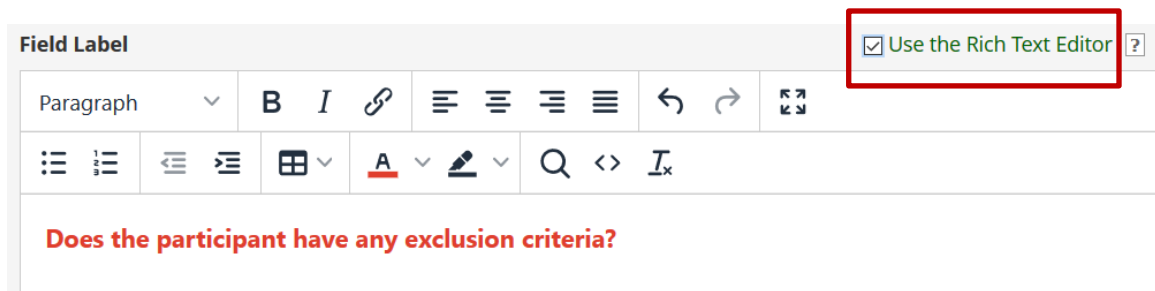 Field Label
Use the Rich Text Editor ?
Paragraph
B I
A
Does the participant have any exclusion criteria?